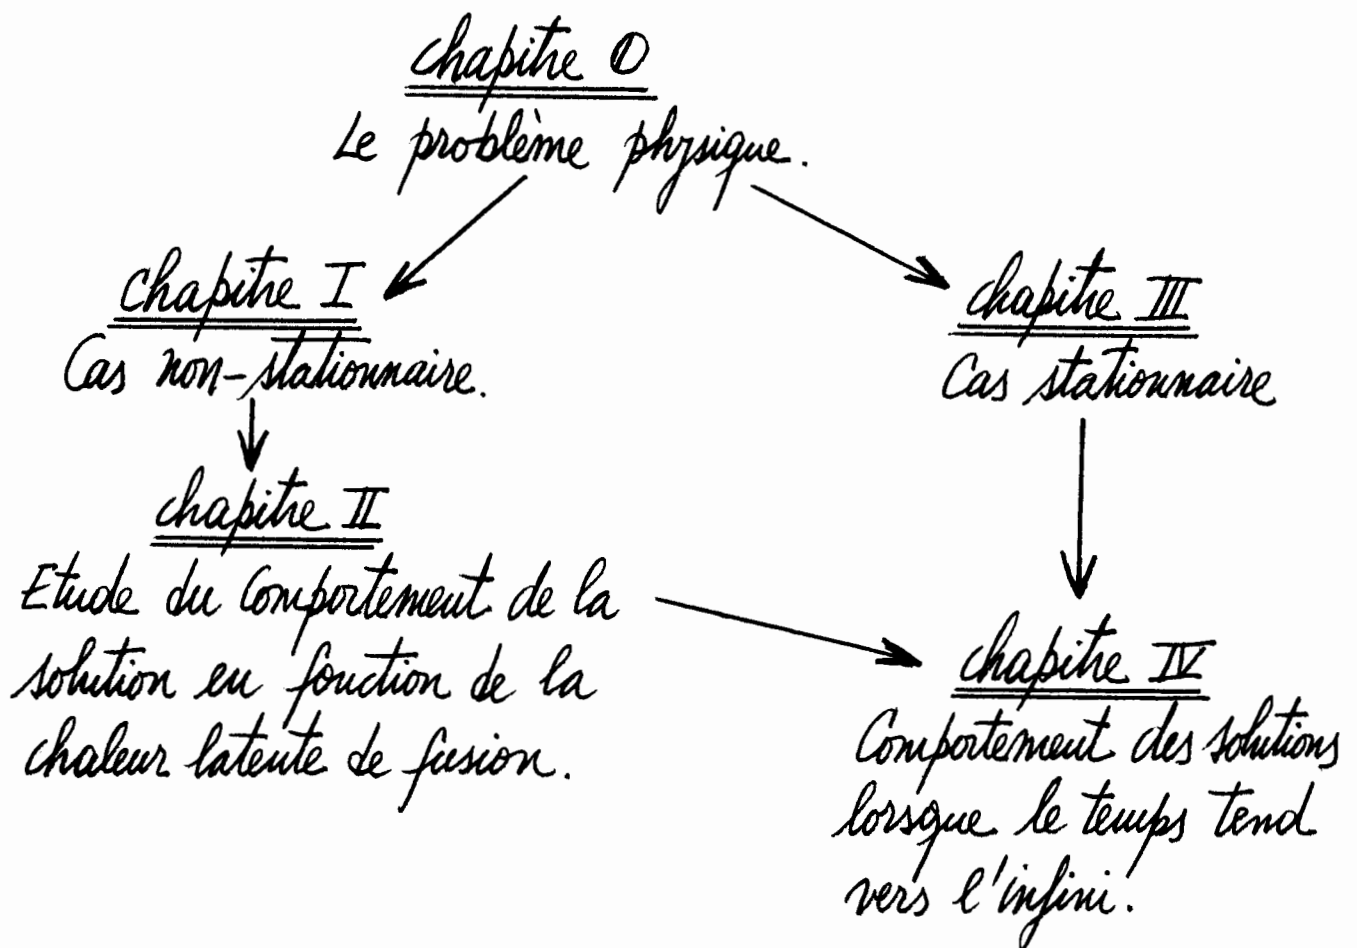 chapitre 0
Le problème physique.
chapitre I
Cas non-stationnaire.
chapitre II
Etude du comportement de la
solution en fonction de la
chaleur latente de fusion.
chapitre III
Cas stationnaire
chapitre IV
Comportement des solutions
lorsque le temps tend
vers l'infini.